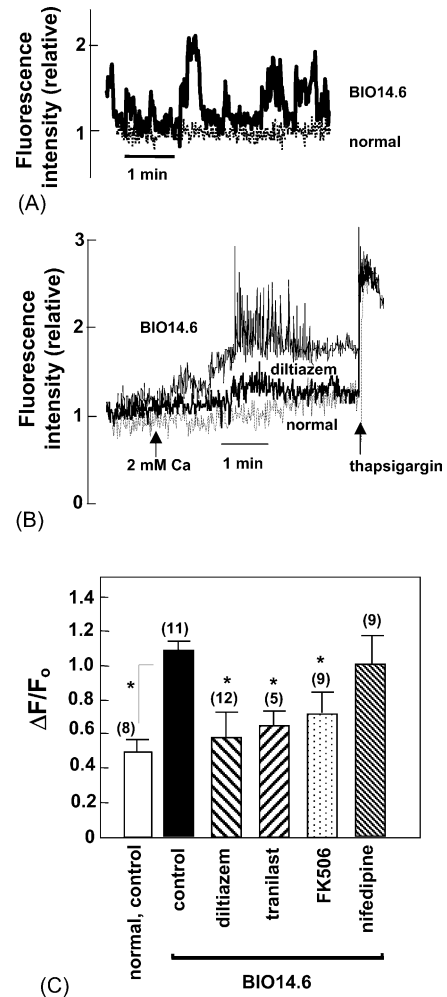 Fluorescence
intensity (relative)
2
1
BIO14.6
normal
1 min
(A)
Fluorescence
intensity (relative)
3
2
1
0
BIO14.6
diltiazem
normal
2 mM Ca
1 min
thapsigargin
(B)
ΔF/Fo
1.4
1.2
1.0
0.8
0.6
0.4
0.2
0
*
(8)
(11)
*
(12)
*
(5)
*
(9)
(9)
normal, control
control
diltiazem
tranilast
FK506
nifedipine
BIO14.6
(C)